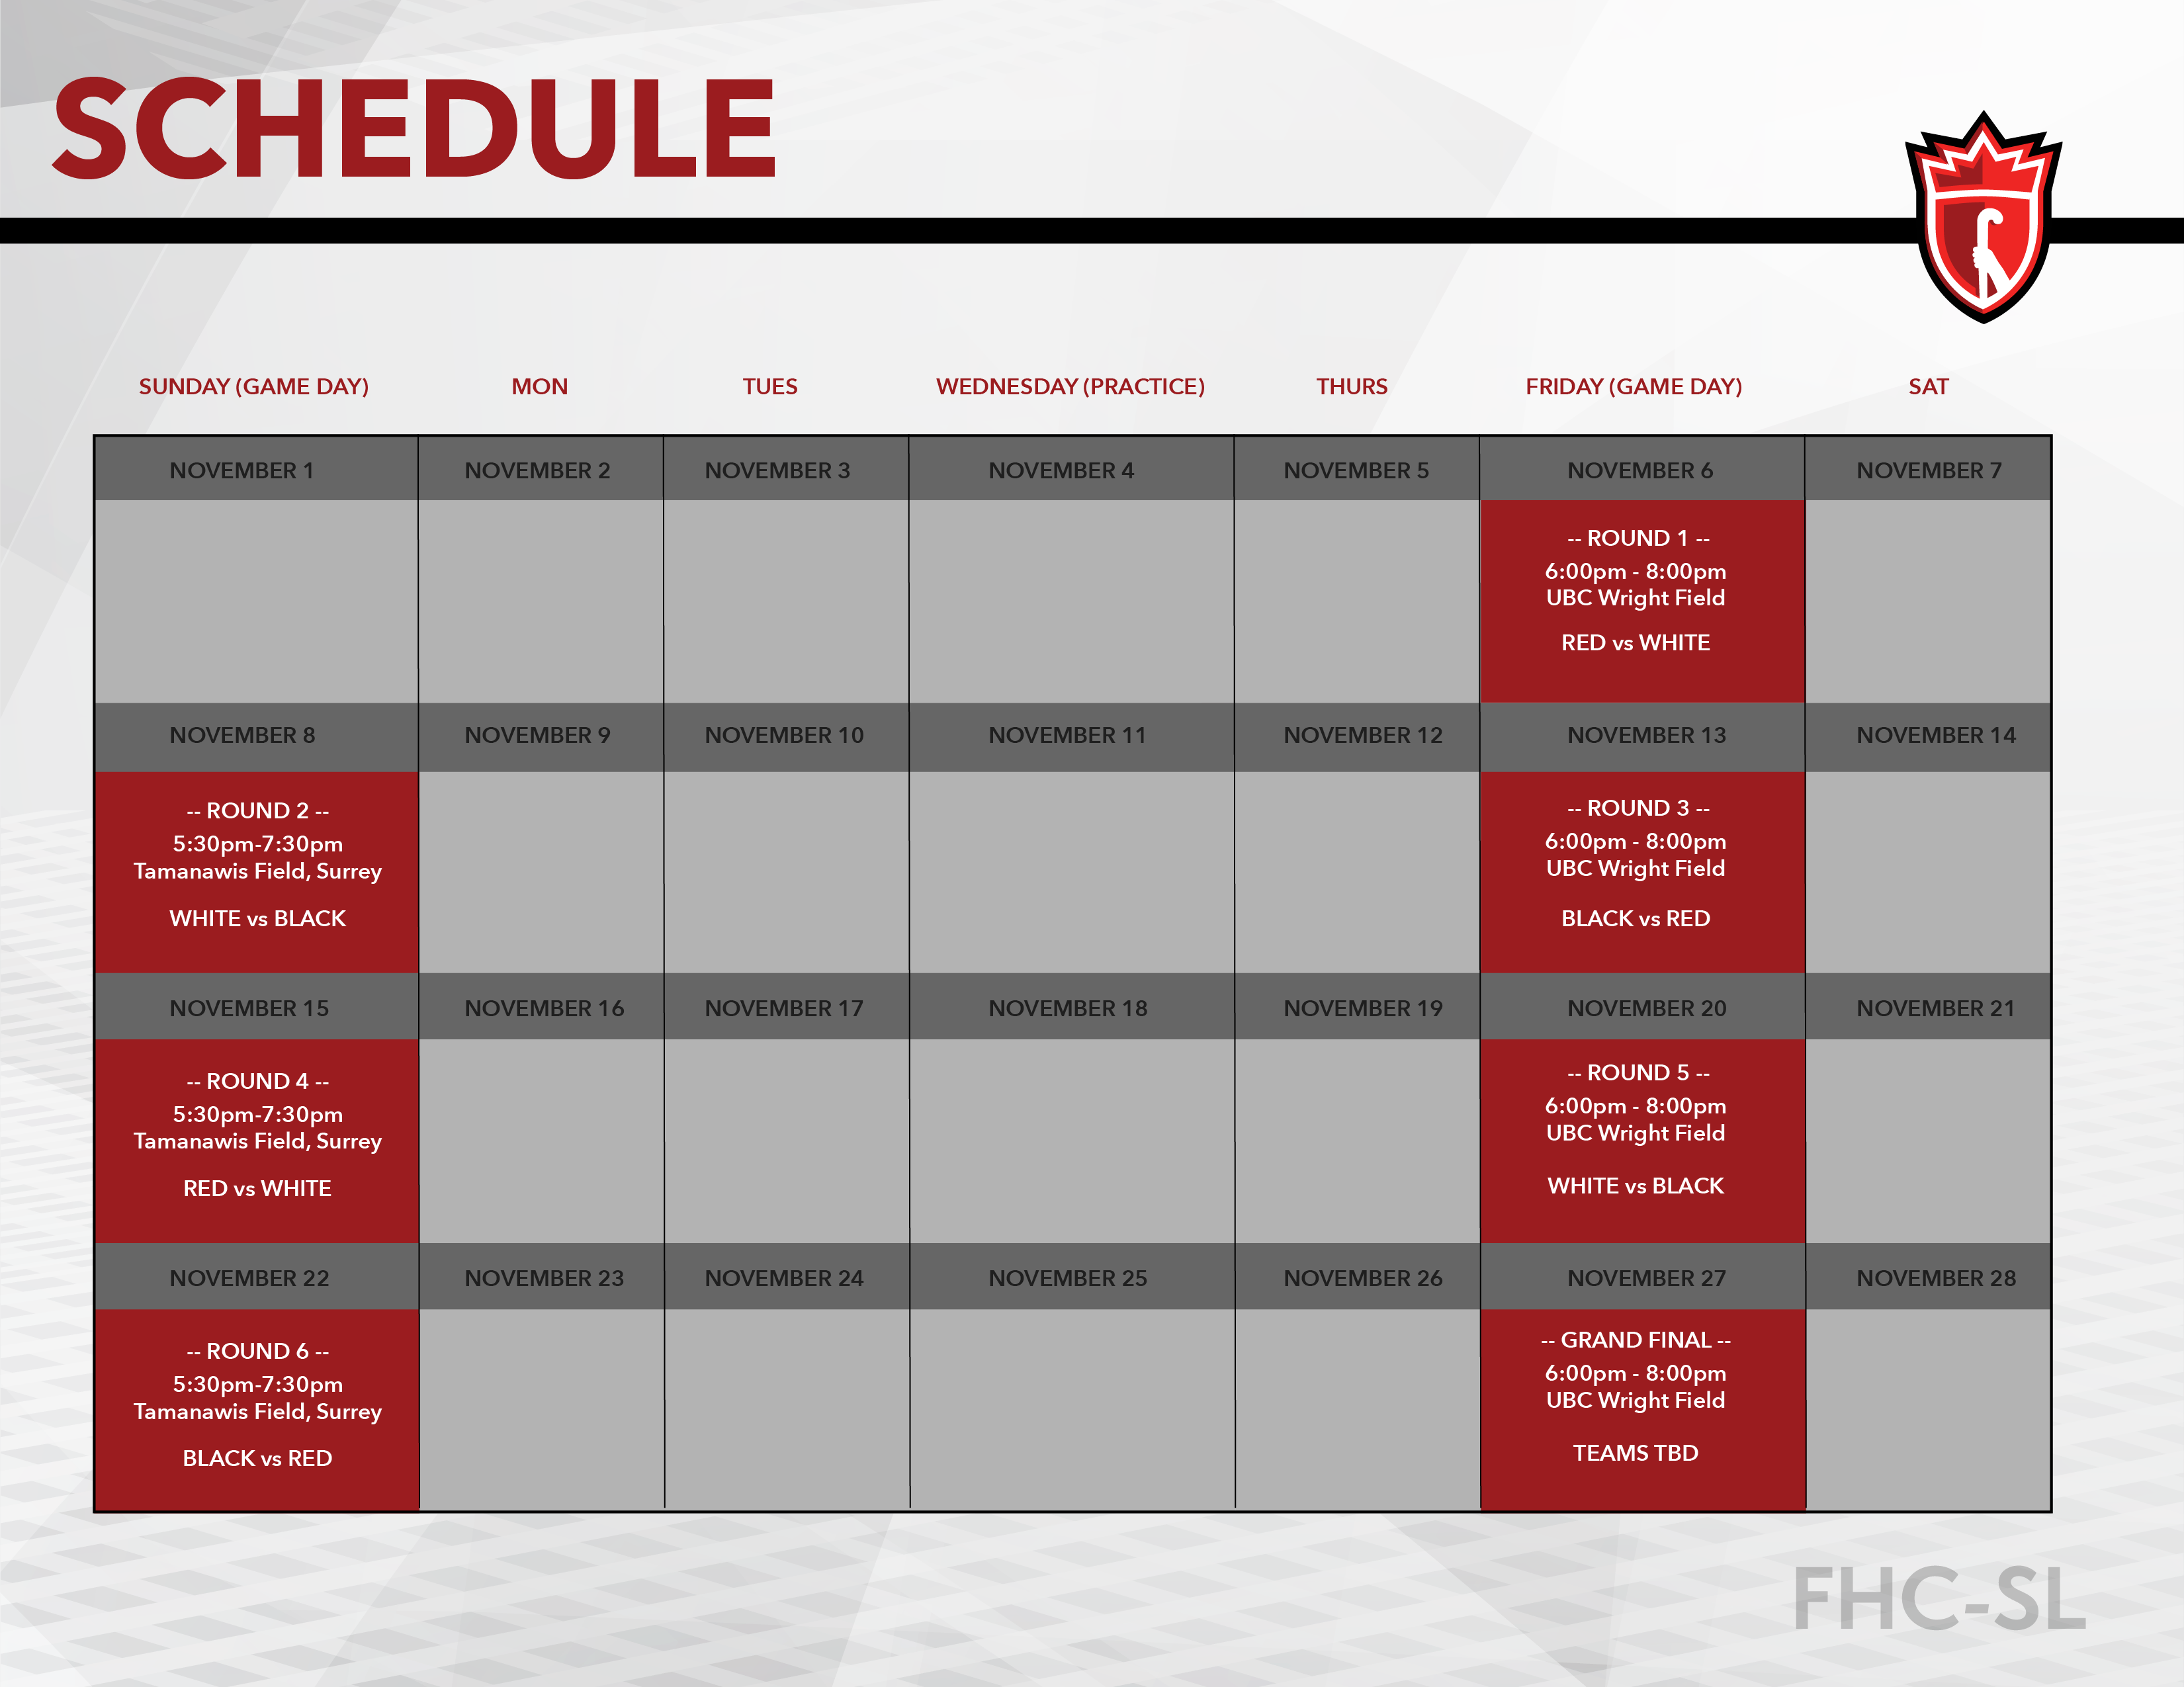 SCHEDULE
SUNDAY (GAME DAY) MON TUES WEDNESDAY (PRACTICE) THURS FRIDAY (GAME DAY) SAT
NOVEMBER 1 NOVEMBER 2 NOVEMBER 3 NOVEMBER 4 NOVEMBER 5 NOVEMBER 6 NOVEMBER 7
-- ROUND 1 --
6:00pm - 8:00pm
UBC Wright Field
RED vs WHITE
NOVEMBER 8 NOVEMBER 9 NOVEMBER 10 NOVEMBER 11 NOVEMBER 12 NOVEMBER 13 NOVEMBER 14
-- ROUND 2 --
5:30pm-7:30pm
Tamanawis Field, Surrey
WHITE vs BLACK
-- ROUND 3 --
6:00pm - 8:00pm
UBC Wright Field
BLACK vs RED
NOVEMBER 15 NOVEMBER 16 NOVEMBER 17 NOVEMBER 18 NOVEMBER 19 NOVEMBER 20 NOVEMBER 21
-- ROUND 4 --
5:30pm-7:30pm
Tamanawis Field, Surrey
RED vs WHITE
-- ROUND 5 --
6:00pm - 8:00pm
UBC Wright Field
WHITE vs BLACK
NOVEMBER 22 NOVEMBER 23 NOVEMBER 24 NOVEMBER 25 NOVEMBER 26 NOVEMBER 27 NOVEMBER 28
-- ROUND 6 --
5:30pm-7:30pm
Tamanawis Field, Surrey
BLACK vs RED
-- GRAND FINAL --
6:00pm - 8:00pm
UBC Wright Field
TEAMS TBD
FHC-SL